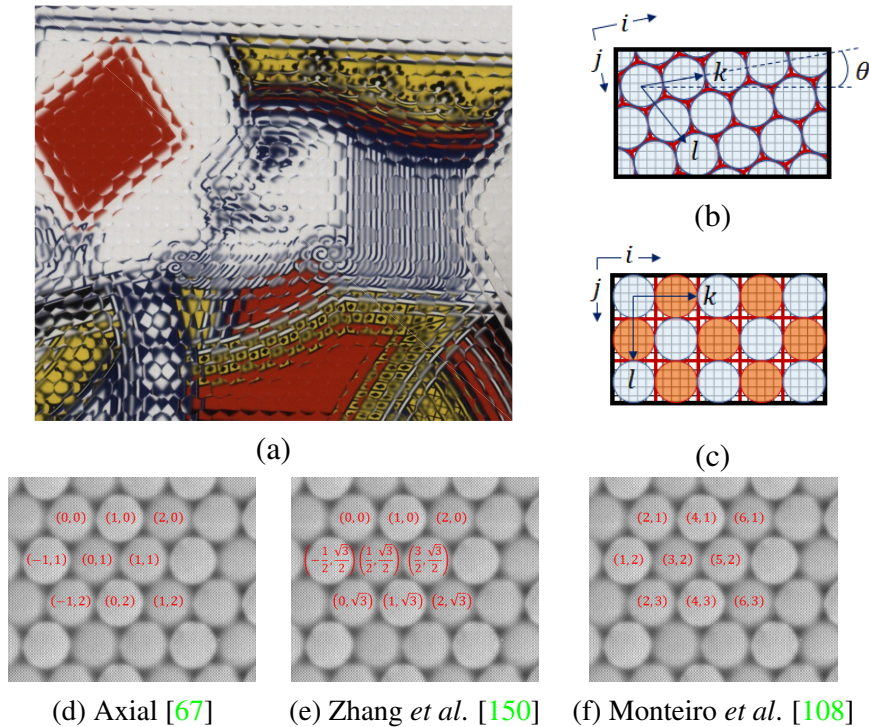 (a)
i
j
k
l
θ
(b)
i
j
k
l
(c)
(0, 0) (1, 0) (2, 0)
(−1, 1) (0, 1) (1, 1)
(−1, 2) (0, 2) (1, 2)
(d) Axial [67]
(0, 0) (1, 0) (2, 0)
(−1/2, √3/2) (1/2, √3/2) (3/2, √3/2)
(0, √3) (1, √3) (2, √3)
(e) Zhang et al. [150]
(2, 1) (4, 1) (6, 1)
(1, 2) (3, 2) (5, 2)
(2, 3) (4, 3) (6, 3)
(f) Monteiro et al. [108]